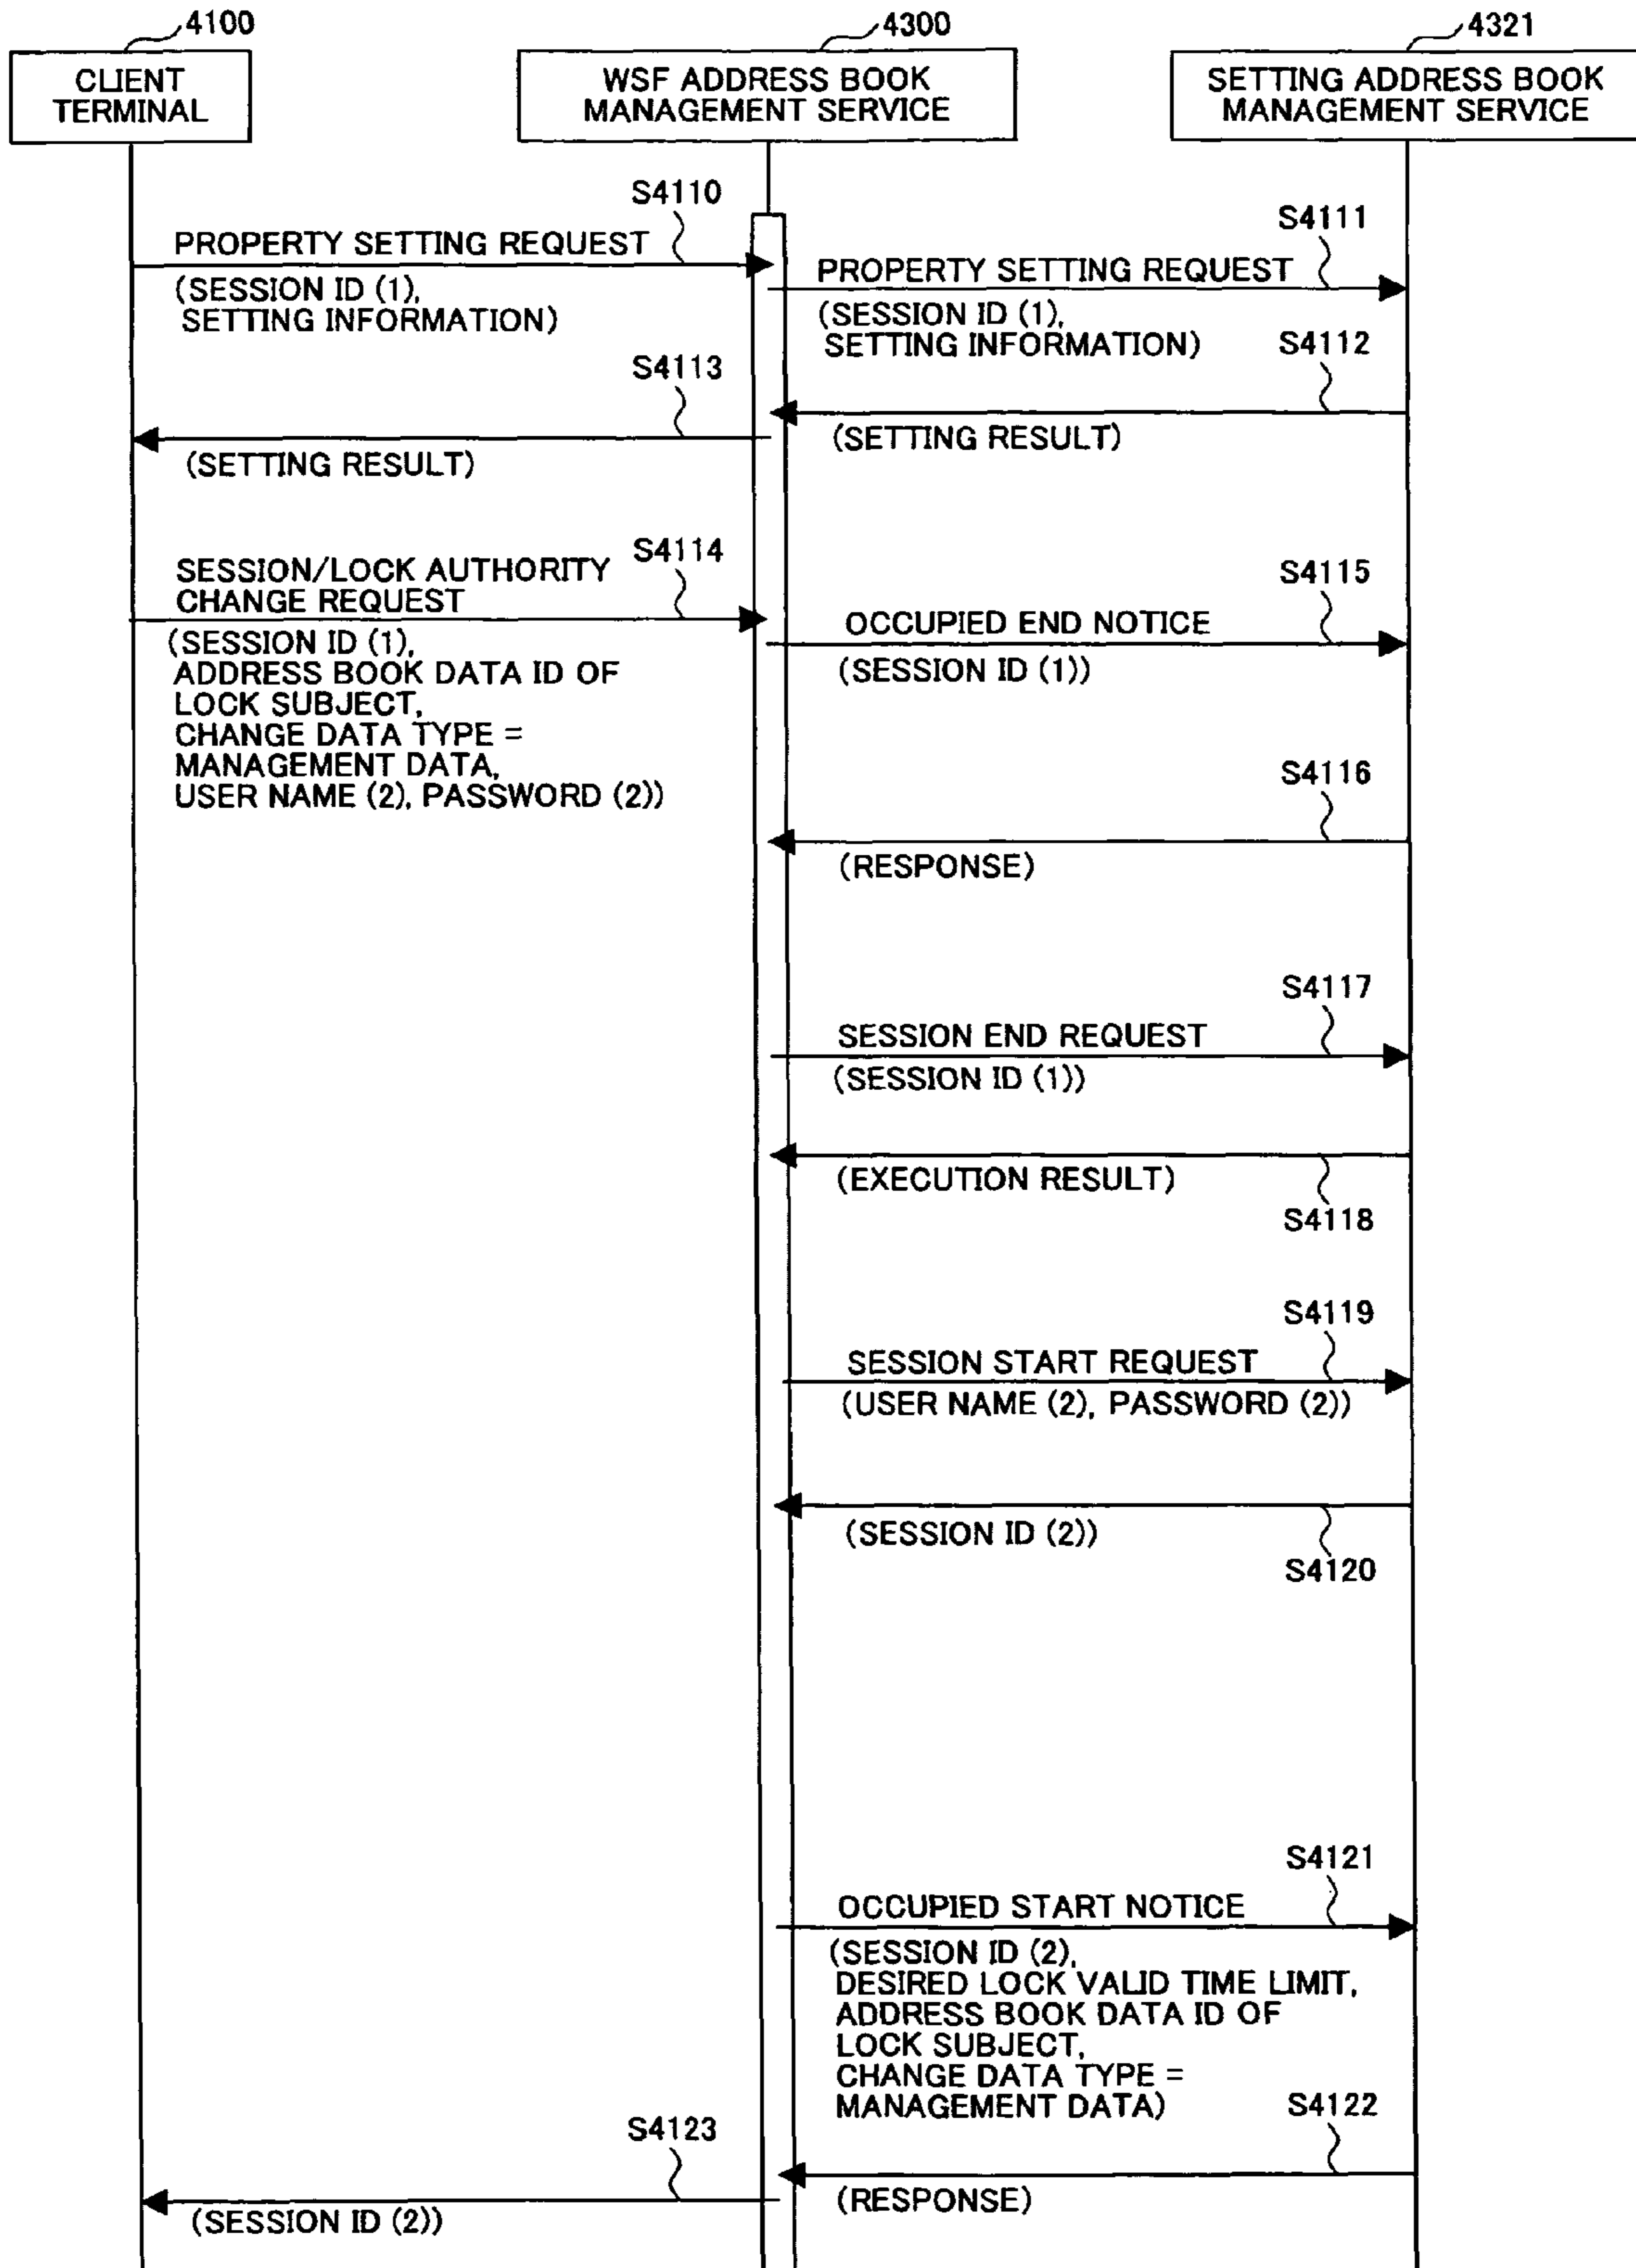 4100
4300
4321
CLIENT
TERMINAL
WSF ADDRESS BOOK
MANAGEMENT SERVICE
SETTING ADDRESS BOOK
MANAGEMENT SERVICE
S4110
PROPERTY SETTING REQUEST
(SESSION ID (1),
SETTING INFORMATION)
S4111
PROPERTY SETTING REQUEST
(SESSION ID (1),
SETTING INFORMATION)
S4112
(SETTING RESULT)
S4113
(SETTING RESULT)
S4114
SESSION/LOCK AUTHORITY
CHANGE REQUEST
(SESSION ID (1),
ADDRESS BOOK DATA ID OF
LOCK SUBJECT,
CHANGE DATA TYPE =
MANAGEMENT DATA,
USER NAME (2), PASSWORD (2))
S4115
OCCUPIED END NOTICE
(SESSION ID (1))
S4116
(RESPONSE)
S4117
SESSION END REQUEST
(SESSION ID (1))
(EXECUTION RESULT)
S4118
S4119
SESSION START REQUEST
(USER NAME (2), PASSWORD (2))
(SESSION ID (2))
S4120
S4121
OCCUPIED START NOTICE
(SESSION ID (2),
DESIRED LOCK VALID TIME LIMIT,
ADDRESS BOOK DATA ID OF
LOCK SUBJECT,
CHANGE DATA TYPE =
MANAGEMENT DATA)
S4122
(RESPONSE)
S4123
(SESSION ID (2))